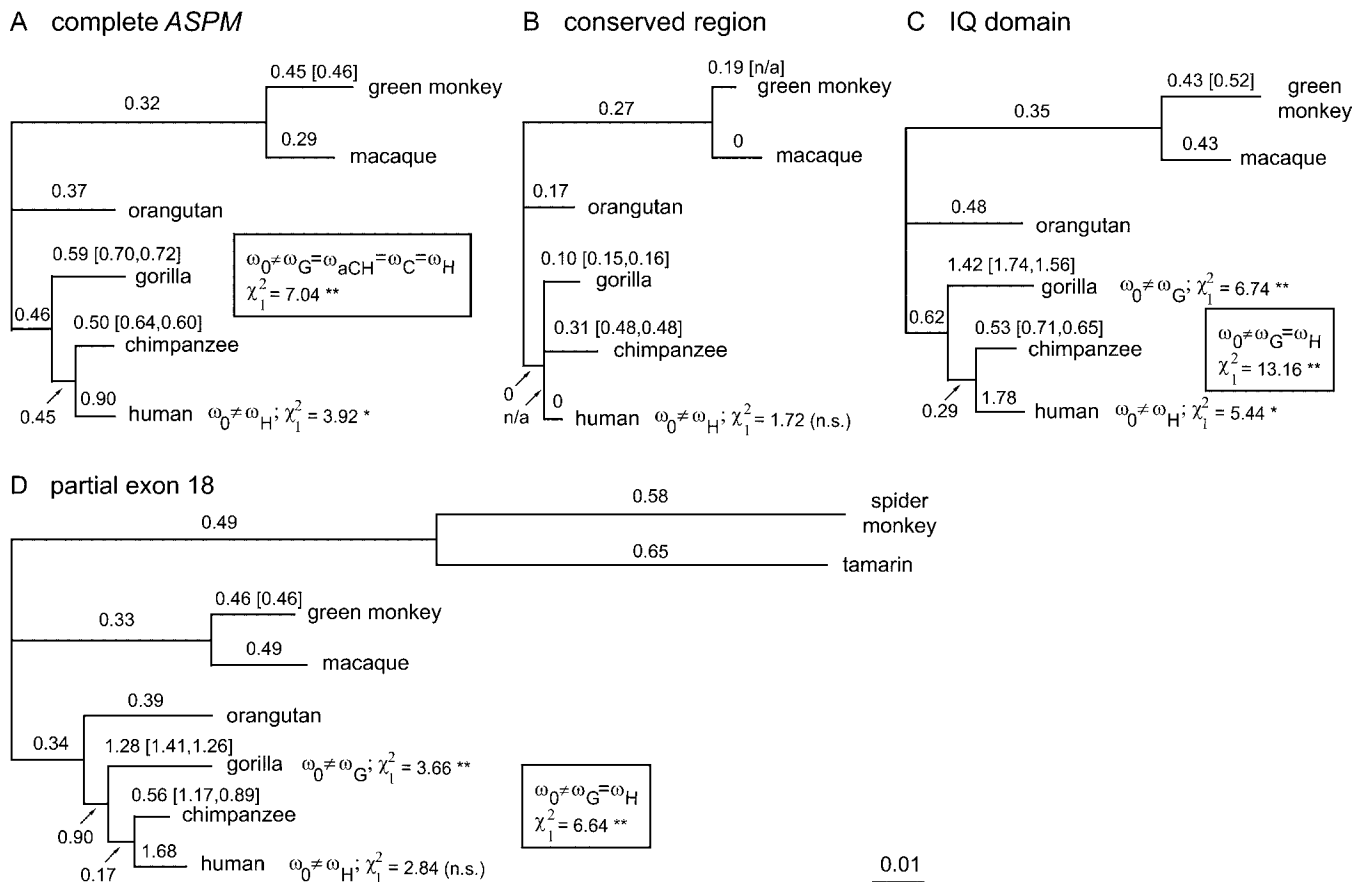 A complete ASPM
0.45 [0.46]
green monkey
0.32
0.29
macaque
0.37
orangutan
0.59 [0.70,0.72]
gorilla
ω0≠ωG=ωaCH=ωC=ωH
χ²1 = 7.04 **
0.46
0.50 [0.64,0.60]
chimpanzee
0.45
0.90
human ω0≠ωH; χ²1 = 3.92 *
B conserved region
0.19 [n/a]
green monkey
0.27
0
macaque
0.17
orangutan
0.10 [0.15,0.16]
gorilla
0.31 [0.48,0.48]
chimpanzee
0
n/a
0
human ω0≠ωH; χ²1 = 1.72 (n.s.)
C IQ domain
0.43 [0.52]
green
monkey
0.35
0.43
macaque
0.48
orangutan
1.42 [1.74,1.56]
gorilla ω0≠ωG; χ²1 = 6.74 **
0.62
0.53 [0.71,0.65]
chimpanzee
ω0≠ωG=ωH
χ²1 = 13.16 **
0.29
1.78
human ω0≠ωH; χ²1 = 5.44 *
D partial exon 18
0.58
spider
monkey
0.49
0.65
tamarin
0.46 [0.46]
green monkey
0.33
0.49
macaque
0.39
orangutan
0.34
1.28 [1.41,1.26]
gorilla ω0≠ωG; χ²1 = 3.66 **
0.56 [1.17,0.89]
chimpanzee
ω0≠ωG=ωH
χ²1 = 6.64 **
0.90
0.17
1.68
human ω0≠ωH; χ²1 = 2.84 (n.s.)
0.01